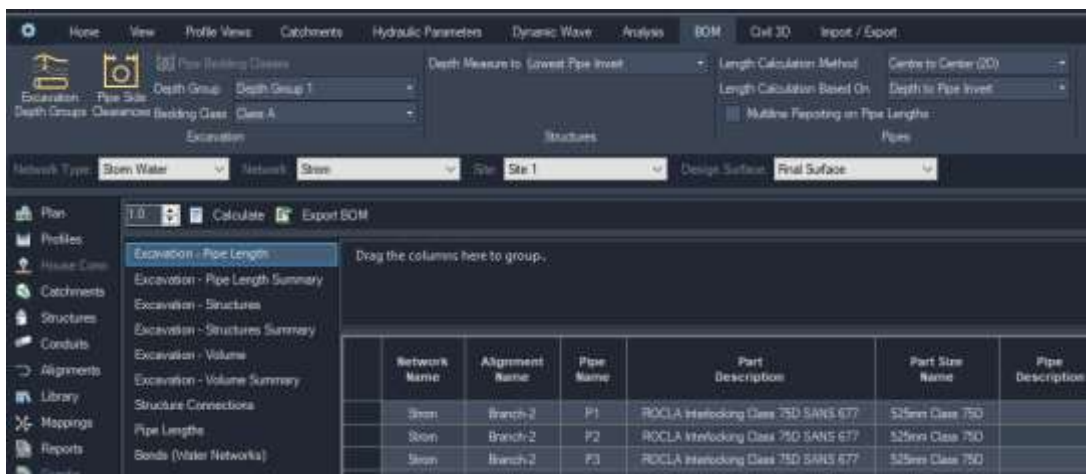 Home View Profile Views Catchments Hydraulic Parameters Dynamic Wave Analysis BOM Civil 3D Import / Export
Pipe Bedding Classes Depth Measure to Lowest Pipe Invert Length Calculation Method Centre to Center (2D)
Excavation Depth Groups Pipe Side Clearances Depth Group Depth Group 1 Length Calculation Based On Depth to Pipe Invert
Bedding Class Class A Multiline Reporting on Pipe Lengths
Excavation Structures Pipes
Network Type Storm Water Network Strom Site Site 1 Design Surface Final Surface
Plan 1.0 Calculate Export BOM
Profiles
House Conn
Catchments
Structures
Conduits
Alignments
Library
Mappings
Reports
Excavation - Pipe Length
Excavation - Pipe Length Summary
Excavation - Structures
Excavation - Structures Summary
Excavation - Volume
Excavation - Volume Summary
Structure Connections
Pipe Lengths
Bends (Water Networks)
Drag the columns here to group..
Network Name Alignment Name Pipe Name Part Description Part Size Name Pipe Description
Strom Branch-2 P1 ROCLA Interlocking Class 75D SANS 677 525mm Class 75D
Strom Branch-2 P2 ROCLA Interlocking Class 75D SANS 677 525mm Class 75D
Strom Branch-2 P3 ROCLA Interlocking Class 75D SANS 677 525mm Class 75D